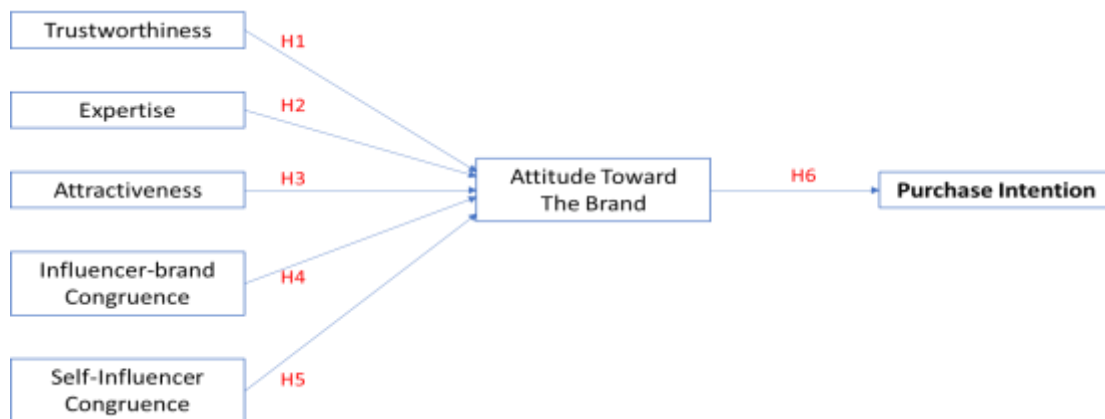 Trustworthiness
H1
Expertise
H2
Attractiveness
H3
Attitude Toward
The Brand
H6
Purchase Intention
Influencer-brand
Congruence
H4
Self-Influencer
Congruence
H5